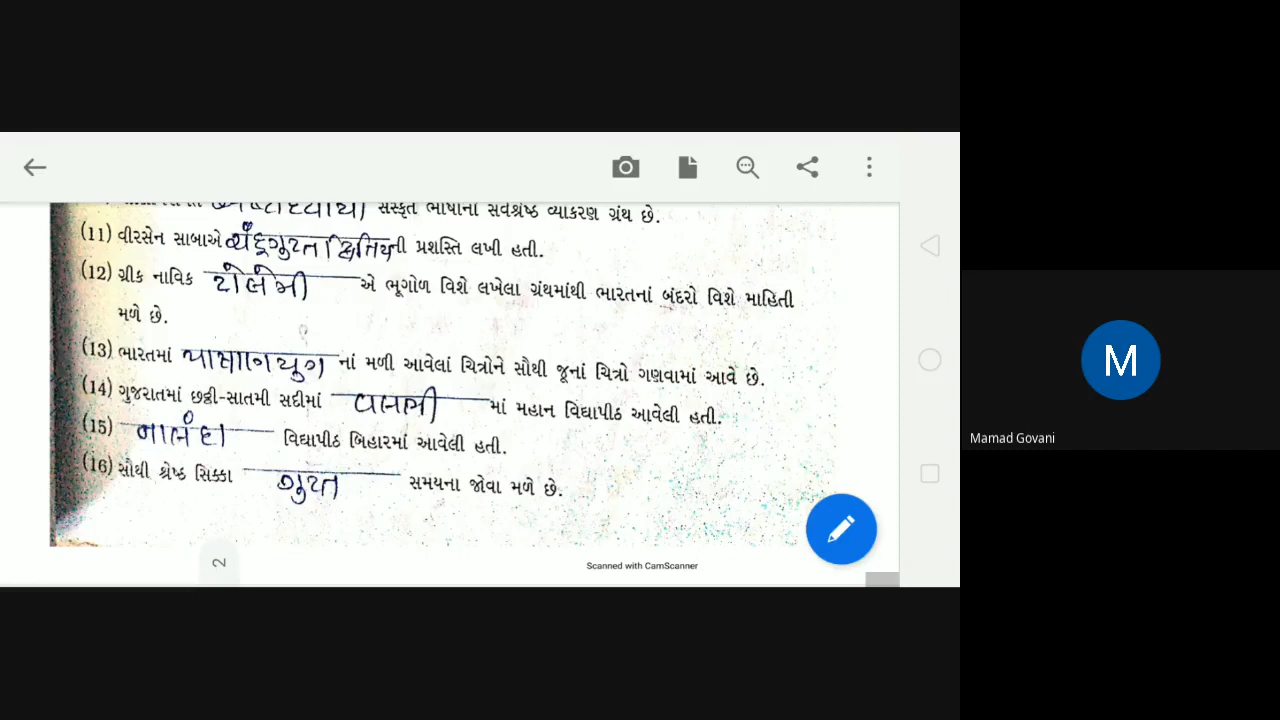 સંસ્કૃત ભાષાના સર્વશ્રેષ્ઠ વ્યાકરણ ગ્રંથ છે.
(11) વીરસેન સાબાએ ચંદ્રગુપ્ત દ્વિતિય ની પ્રશસ્તિ લખી હતી.
(12) ગ્રીક નાવિક ટોલેમી એ ભૂગોળ વિશે લખેલા ગ્રંથમાંથી ભારતનાં બંદરો વિશે માહિતી
મળે છે.
(13) ભારતમાં પાષાણયુગ નાં મળી આવેલાં ચિત્રોને સૌથી જૂનાં ચિત્રો ગણવામાં આવે છે.
(14) ગુજરાતમાં છઠ્ઠી-સાતમી સદીમાં વલભી માં મહાન વિદ્યાપીઠ આવેલી હતી.
(15) નાલંદા વિદ્યાપીઠ બિહારમાં આવેલી હતી.
(16) સૌથી શ્રેષ્ઠ સિક્કા ગુપ્ત સમયના જોવા મળે છે.
2
Scanned with CamScanner
M
Mamad Govani